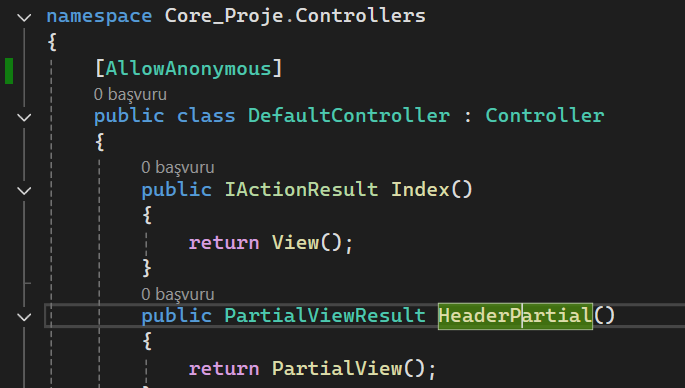 namespace Core_Proje.Controllers
{
[AllowAnonymous]
0 başvuru
public class DefaultController : Controller
{
0 başvuru
public IActionResult Index()
{
return View();
}
0 başvuru
public PartialViewResult HeaderPartial()
{
return PartialView();
}